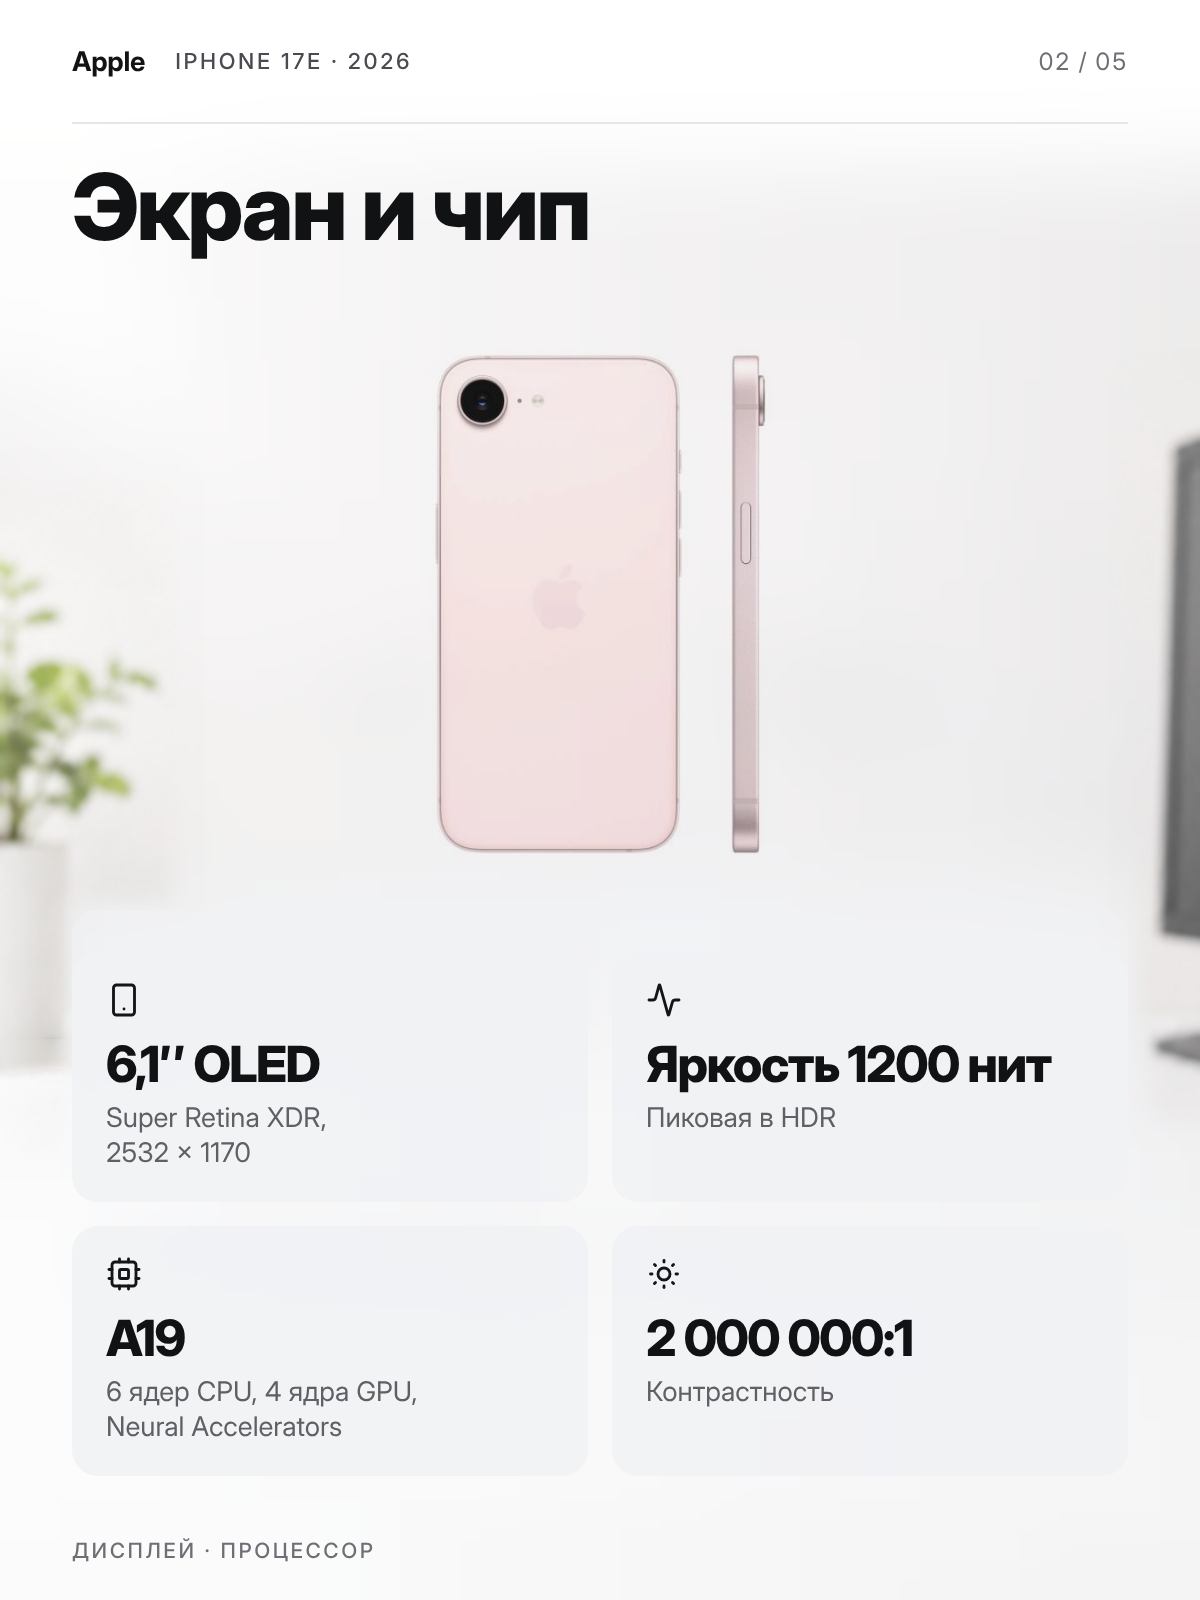 Apple IPHONE 17E · 2026 02 / 05
Экран и чип
6,1″ OLED
Super Retina XDR,
2532 × 1170
Яркость 1200 нит
Пиковая в HDR
A19
6 ядер CPU, 4 ядра GPU,
Neural Accelerators
2 000 000:1
Контрастность
ДИСПЛЕЙ · ПРОЦЕССОР